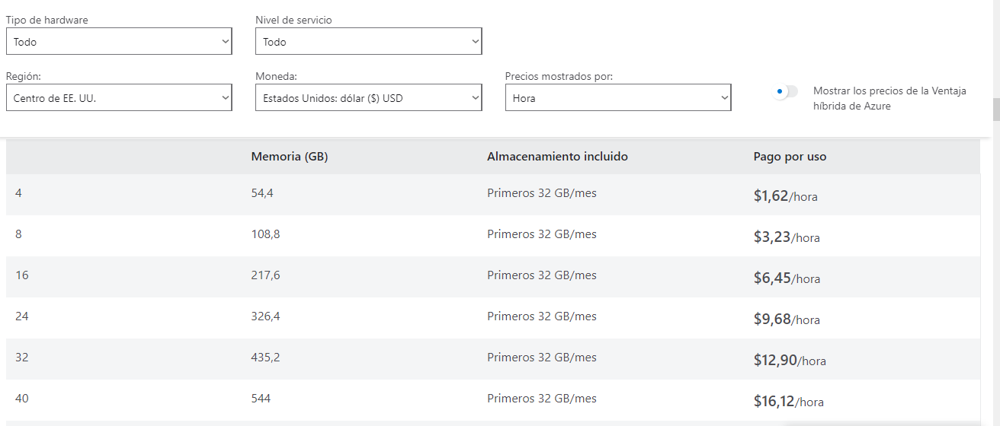 Tipo de hardware
Nivel de servicio
Todo
Todo
Región:
Moneda:
Precios mostrados por:
Centro de EE. UU.
Estados Unidos: dólar ($) USD
Hora
Mostrar los precios de la Ventaja
híbrida de Azure
Memoria (GB) Almacenamiento incluido Pago por uso
4 54,4 Primeros 32 GB/mes $1,62/hora
8 108,8 Primeros 32 GB/mes $3,23/hora
16 217,6 Primeros 32 GB/mes $6,45/hora
24 326,4 Primeros 32 GB/mes $9,68/hora
32 435,2 Primeros 32 GB/mes $12,90/hora
40 544 Primeros 32 GB/mes $16,12/hora